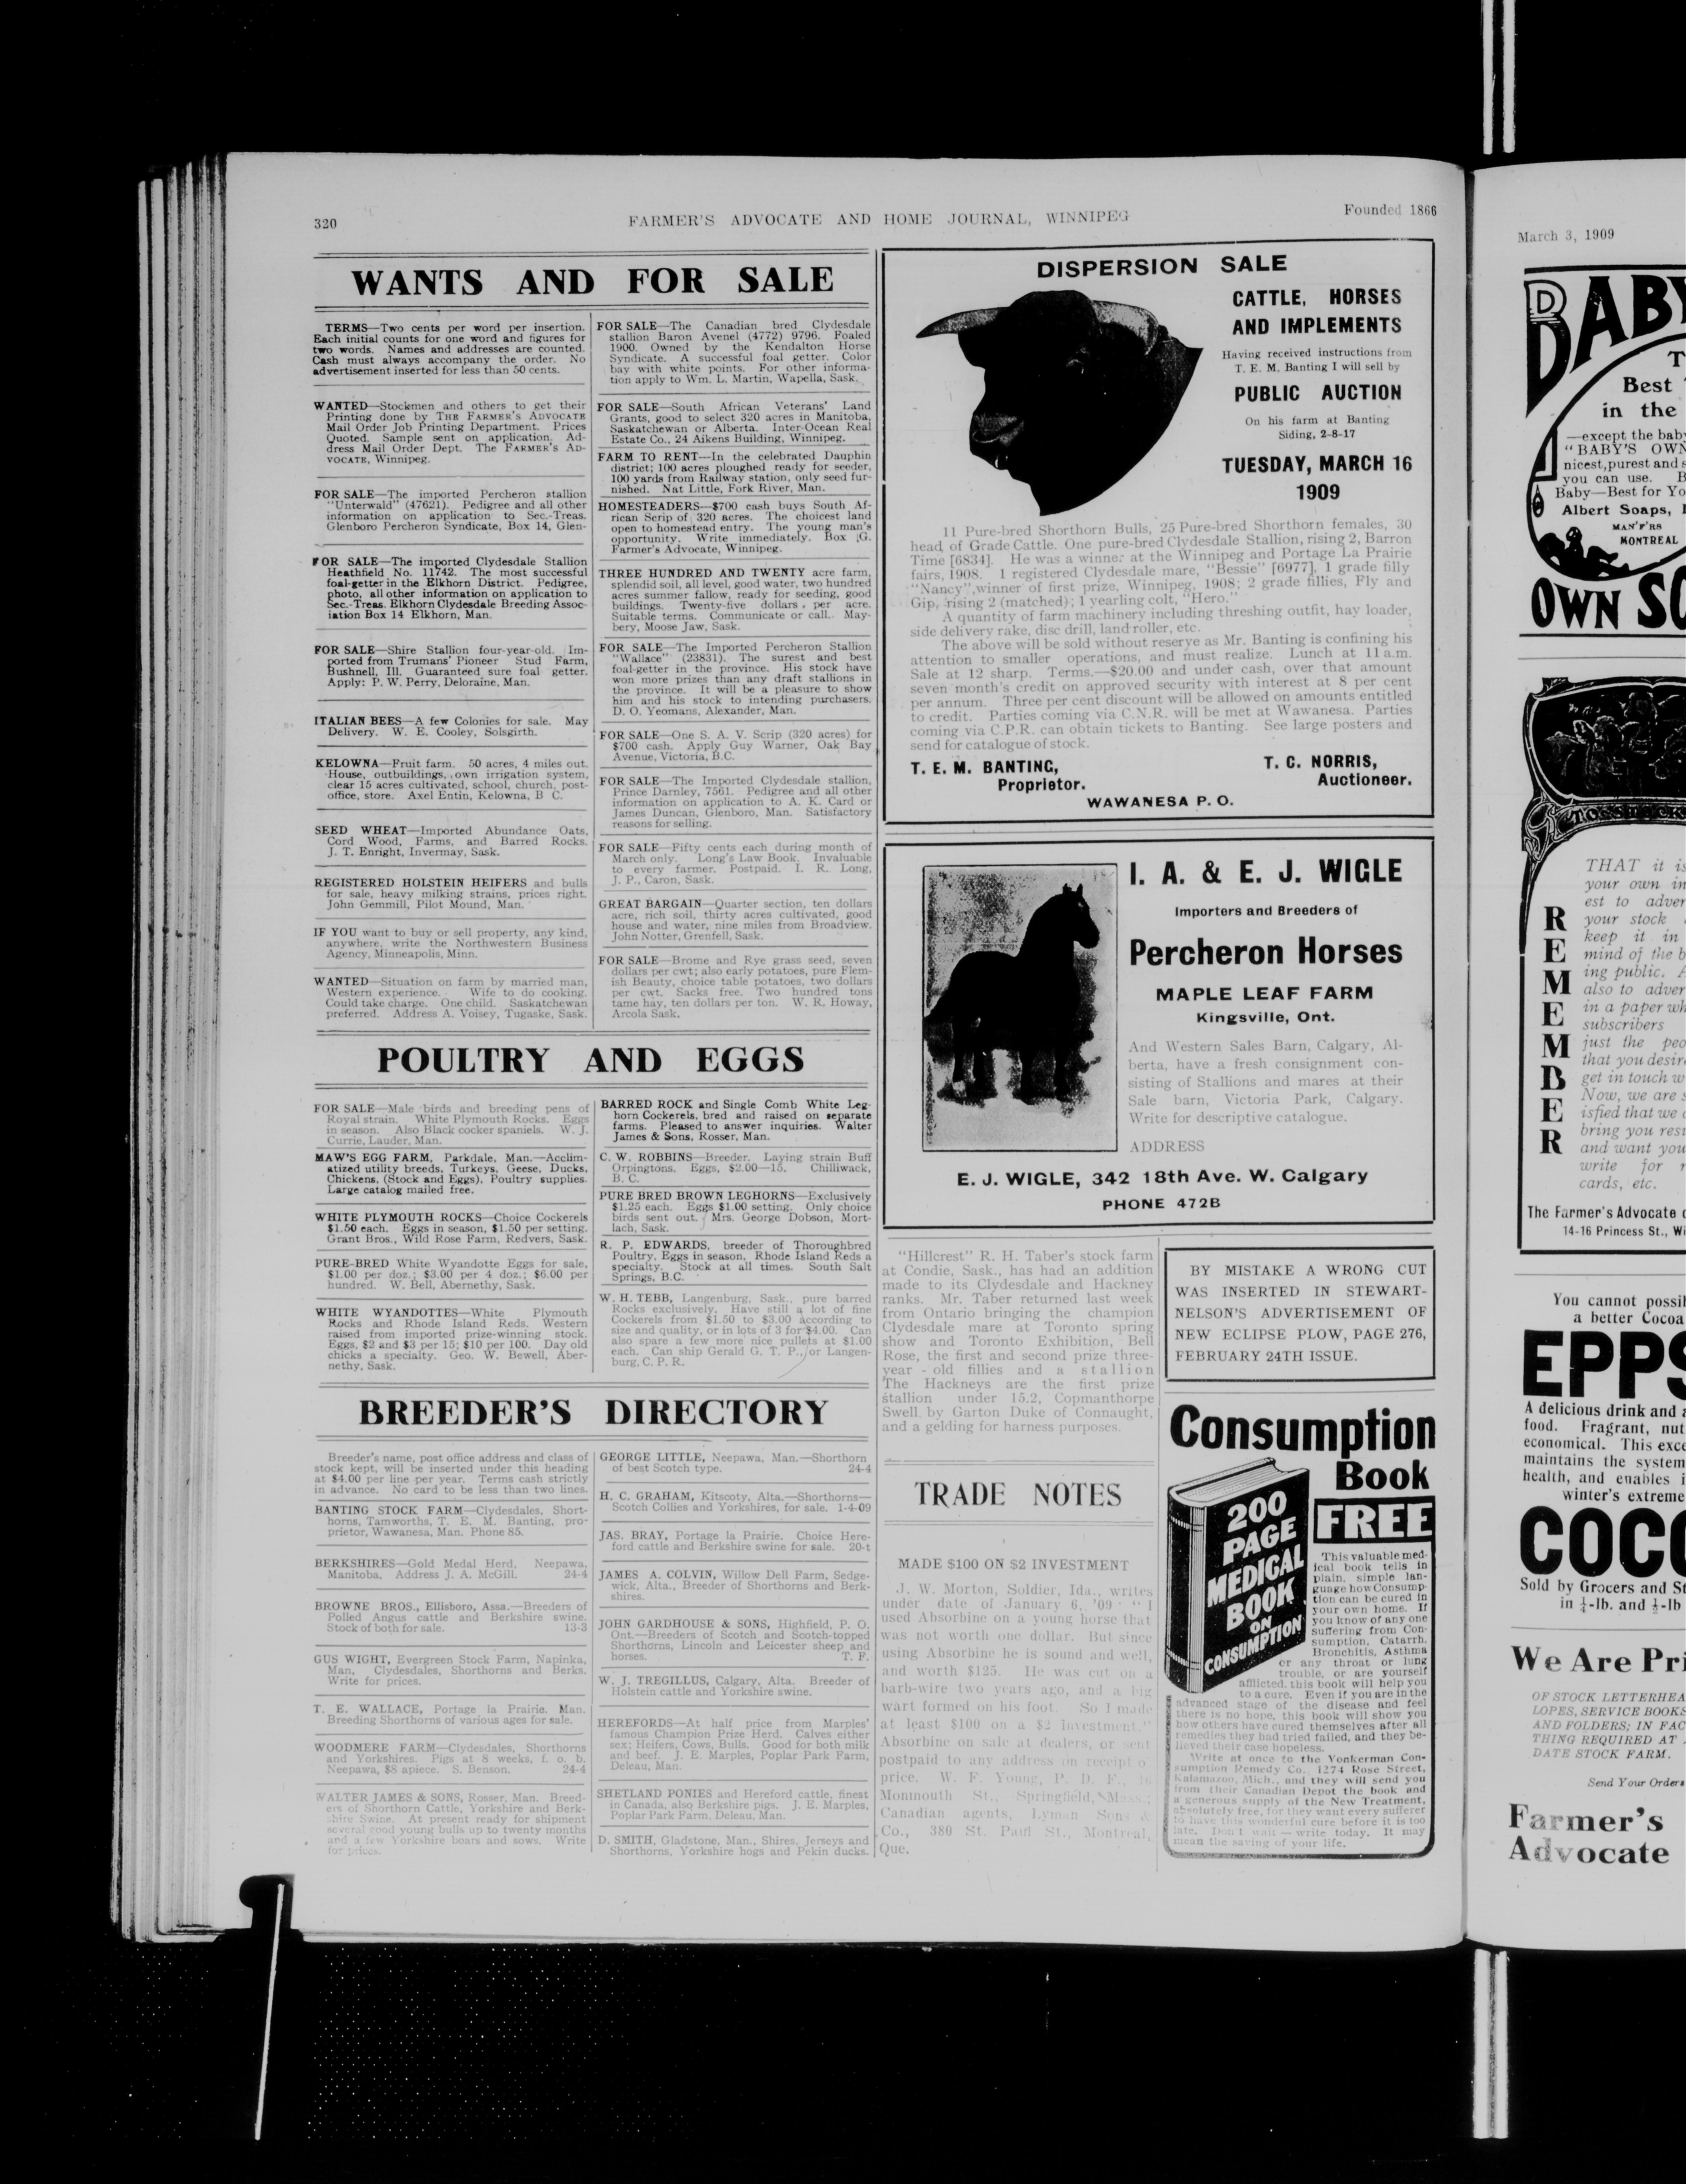 320
FARMER'S ADVOCATE AND HOME JOURNAL, WINNIPEG
Founded 1866
WANTS AND FOR SALE
TERMS—Two cents per word per insertion.
Each initial counts for one word and figures for
two words. Names and addresses are counted.
Cash must always accompany the order. No
advertisement inserted for less than 50 cents.
WANTED—Stockmen and others to get their
Printing done by THE FARMER'S ADVOCATE
Mail Order Job Printing Department. Prices
Quoted. Sample sent on application. Ad-
dress Mail Order Dept. The FARMER'S AD-
VOCATE, Winnipeg.
FOR SALE—The imported Percheron stallion
"Unterwald" (47621). Pedigree and all other
information on application to Sec.-Treas.
Glenboro Percheron Syndicate, Box 14, Glen-
FOR SALE—The imported Clydesdale Stallion
Heathfield No. 11742. The most successful
foal-getter in the Elkhorn District. Pedigree,
photo, all other information on application to
Sec.-Treas. Elkhorn Clydesdale Breeding Assoc-
iation Box 14 Elkhorn, Man.
FOR SALE—Shire Stallion four-year-old. Im-
ported from Trumans' Pioneer Stud Farm,
Bushnell, Ill. Guaranteed sure foal getter.
Apply: P. W. Perry, Deloraine, Man.
ITALIAN BEES—A few Colonies for sale. May
Delivery. W. E. Cooley, Solsgirth.
KELOWNA—Fruit farm. 50 acres, 4 miles out.
House, outbuildings, own irrigation system,
clear 15 acres cultivated, school, church, post-
office, store. Axel Entin, Kelowna, B C.
SEED WHEAT—Imported Abundance Oats,
Cord Wood, Farms, and Barred Rocks.
J. T. Enright, Invermay, Sask.
REGISTERED HOLSTEIN HEIFERS and bulls
for sale, heavy milking strains, prices right.
John Gemmill, Pilot Mound, Man.
IF YOU want to buy or sell property, any kind,
anywhere, write the Northwestern Business
Agency, Minneapolis, Minn.
WANTED—Situation on farm by married man,
Western experience. Wife to do cooking.
Could take charge. One child. Saskatchewan
preferred. Address A. Voisey, Tugaske, Sask.
FOR SALE—The Canadian bred Clydesdale
stallion Baron Avenel (4772) 9796. Foaled
1900. Owned by the Kendalton Horse
Syndicate. A successful foal getter. Color
bay with white points. For other informa-
tion apply to Wm. L. Martin, Wapella, Sask.
FOR SALE—South African Veterans' Land
Grants, good to select 320 acres in Manitoba,
Saskatchewan or Alberta. Inter-Ocean Real
Estate Co., 24 Aikens Building, Winnipeg.
FARM TO RENT—In the celebrated Dauphin
district; 100 acres ploughed ready for seeder,
100 yards from Railway station, only seed fur-
nished. Nat Little, Fork River, Man.
HOMESTEADERS—$700 cash buys South Af-
rican Scrip of 320 acres. The choicest land
open to homestead entry. The young man's
opportunity. Write immediately. Box G.
Farmer's Advocate, Winnipeg.
THREE HUNDRED AND TWENTY acre farm,
splendid soil, all level, good water, two hundred
acres summer fallow, ready for seeding, good
buildings. Twenty-five dollars per acre.
Suitable terms. Communicate or call. May-
bery, Moose Jaw, Sask.
FOR SALE—The Imported Percheron Stallion
"Wallace" (23831). The surest and best
foal-getter in the province. His stock have
won more prizes than any draft stallions in
the province. It will be a pleasure to show
him and his stock to intending purchasers.
D. O. Yeomans, Alexander, Man.
FOR SALE—One S. A. V. Scrip (320 acres) for
$700 cash. Apply Guy Warner, Oak Bay
Avenue, Victoria, B.C.
FOR SALE—The Imported Clydesdale stallion,
Prince Darnley, 7561. Pedigree and all other
information on application to A. K. Card or
James Duncan, Glenboro, Man. Satisfactory
reasons for selling.
FOR SALE—Fifty cents each during month of
March only. Long's Law Book. Invaluable
to every farmer. Postpaid. I. R. Long,
J. P., Caron, Sask.
GREAT BARGAIN—Quarter section, ten dollars
acre, rich soil, thirty acres cultivated, good
house and water, nine miles from Broadview.
John Notter, Grenfell, Sask.
FOR SALE—Brome and Rye grass seed, seven
dollars per cwt; also early potatoes, pure Flem-
ish Beauty, choice table potatoes, two dollars
per cwt. Sacks free. Two hundred tons
tame hay, ten dollars per ton. W. R. Howay,
Arcola Sask.
POULTRY AND EGGS
FOR SALE—Male birds and breeding pens of
Royal strain. White Plymouth Rocks. Eggs
in season. Also Black cocker spaniels. W. J.
Currie, Lauder, Man.
MAW'S EGG FARM, Parkdale, Man.—Acclim-
atized utility breeds, Turkeys, Geese, Ducks,
Chickens, (Stock and Eggs). Poultry supplies.
Large catalog mailed free.
WHITE PLYMOUTH ROCKS—Choice Cockerels
$1.50 each. Eggs in season, $1.50 per setting.
Grant Bros., Wild Rose Farm, Redvers, Sask.
PURE-BRED White Wyandotte Eggs for sale,
$1.00 per doz.; $3.00 per 4 doz.; $6.00 per
hundred. W. Bell, Abernethy, Sask.
WHITE WYANDOTTES—White Plymouth
Rocks and Rhode Island Reds. Western
raised from imported prize-winning stock.
Eggs, $2 and $3 per 15; $10 per 100. Day old
chicks a specialty. Geo. W. Bewell, Aber-
nethy, Sask.
BARRED ROCK and Single Comb White Leg-
horn Cockerels, bred and raised on separate
farms. Pleased to answer inquiries. Walter
James & Sons, Rosser, Man.
C. W. ROBBINS—Breeder. Laying strain Buff
Orpingtons. Eggs, $2.00—15. Chilliwack,
B. C.
PURE BRED BROWN LEGHORNS—Exclusively
$1.25 each. Eggs $1.00 setting. Only choice
birds sent out. Mrs. George Dobson, Mort-
lach, Sask.
R. P. EDWARDS, breeder of Thoroughbred
Poultry, Eggs in season, Rhode Island Reds a
specialty. Stock at all times. South Salt
Springs, B.C.
W. H. TEBB, Langenburg, Sask., pure barred
Rocks exclusively. Have still a lot of fine
Cockerels from $1.50 to $3.00 according to
size and quality, or in lots of 3 for $4.00. Can
also spare a few more nice pullets at $1.00
each. Can ship Gerald G. T. P., or Langen-
burg, C. P. R.
BREEDER'S DIRECTORY
Breeder's name, post office address and class of
stock kept, will be inserted under this heading
at $4.00 per line per year. Terms cash strictly
in advance. No card to be less than two lines.
BANTING STOCK FARM—Clydesdales, Short-
horns, Tamworths, T. E. M. Banting, pro-
prietor, Wawanesa, Man. Phone 85.
BERKSHIRES—Gold Medal Herd, Neepawa,
Manitoba, Address J. A. McGill. 24-4
BROWNE BROS., Ellisboro, Assa.—Breeders of
Polled Angus cattle and Berkshire swine.
Stock of both for sale. 13-3
GUS WIGHT, Evergreen Stock Farm, Napinka,
Man, Clydesdales, Shorthorns and Berks.
Write for prices.
T. E. WALLACE, Portage la Prairie. Man.
Breeding Shorthorns of various ages for sale.
WOODMERE FARM—Clydesdales, Shorthorns
and Yorkshires. Pigs at 8 weeks, f. o. b.
Neepawa, $8 apiece. S. Benson. 24-4
WALTER JAMES & SONS, Rosser, Man. Breed-
ers of Shorthorn Cattle, Yorkshire and Berk-
shire Swine. At present ready for shipment
several good young bulls up to twenty months
and a few Yorkshire boars and sows. Write
for prices.
GEORGE LITTLE, Neepawa, Man.—Shorthorn
of best Scotch type. 24-4
H. C. GRAHAM, Kitscoty, Alta.—Shorthorns—
Scotch Collies and Yorkshires, for sale. 1-4-09
JAS. BRAY, Portage la Prairie. Choice Here-
ford cattle and Berkshire swine for sale. 20-t
JAMES A. COLVIN, Willow Dell Farm, Sedge-
wick, Alta., Breeder of Shorthorns and Berk-
shires.
JOHN GARDHOUSE & SONS, Highfield, P. O.
Ont.—Breeders of Scotch and Scotch-topped
Shorthorns, Lincoln and Leicester sheep and
horses. T. F.
W. J. TREGILLUS, Calgary, Alta. Breeder of
Holstein cattle and Yorkshire swine.
HEREFORDS—At half price from Marples'
famous Champion Prize Herd. Calves either
sex; Heifers, Cows, Bulls. Good for both milk
and beef. J. E. Marples, Poplar Park Farm,
Deleau, Man.
SHETLAND PONIES and Hereford cattle, finest
in Canada, also Berkshire pigs. J. E. Marples,
Poplar Park Farm, Deleau, Man.
D. SMITH, Gladstone, Man., Shires, Jerseys and
Shorthorns, Yorkshire hogs and Pekin ducks.
DISPERSION SALE
CATTLE, HORSES
AND IMPLEMENTS
Having received instructions from
T. E. M. Banting I will sell by
PUBLIC AUCTION
On his farm at Banting
Siding, 2-8-17
TUESDAY, MARCH 16
1909
11 Pure-bred Shorthorn Bulls, 25 Pure-bred Shorthorn females, 30
head of Grade Cattle. One pure-bred Clydesdale Stallion, rising 2, Barron
Time [6834]. He was a winner at the Winnipeg and Portage La Prairie
fairs, 1908. 1 registered Clydesdale mare, "Bessie" [6977], 1 grade filly
"Nancy", winner of first prize, Winnipeg, 1908; 2 grade fillies, Fly and
Gip, rising 2 (matched); 1 yearling colt, "Hero."
A quantity of farm machinery including threshing outfit, hay loader,
side delivery rake, disc drill, land roller, etc.
The above will be sold without reserve as Mr. Banting is confining his
attention to smaller operations, and must realize. Lunch at 11 a.m.
Sale at 12 sharp. Terms.—$20.00 and under cash, over that amount
seven month's credit on approved security with interest at 8 per cent
per annum. Three per cent discount will be allowed on amounts entitled
to credit. Parties coming via C.N.R. will be met at Wawanesa. Parties
coming via C.P.R. can obtain tickets to Banting. See large posters and
send for catalogue of stock.
T. E. M. BANTING,
Proprietor.
T. C. NORRIS,
Auctioneer.
WAWANESA P. O.
I. A. & E. J. WIGLE
Importers and Breeders of
Percheron Horses
MAPLE LEAF FARM
Kingsville, Ont.
And Western Sales Barn, Calgary, Al-
berta, have a fresh consignment con-
sisting of Stallions and mares at their
Sale barn, Victoria Park, Calgary.
Write for descriptive catalogue.
ADDRESS
E. J. WIGLE, 342 18th Ave. W. Calgary
PHONE 472B
"Hillcrest" R. H. Taber's stock farm
at Condie, Sask., has had an addition
made to its Clydesdale and Hackney
ranks. Mr. Taber returned last week
from Ontario bringing the champion
Clydesdale mare at Toronto spring
show and Toronto Exhibition, Bell
Rose, the first and second prize three-
year - old fillies and a stallion
The Hackneys are the first prize
stallion under 15.2, Copmanthorpe
Swell by Garton Duke of Connaught,
and a gelding for harness purposes.
TRADE NOTES
MADE $100 ON $2 INVESTMENT
J. W. Morton, Soldier, Ida., writes
under date of January 6, '09 "I
used Absorbine on a young horse that
was not worth one dollar. But since
using Absorbine he is sound and well,
and worth $125. He was cut on a
barb-wire two years ago, and a big
wart formed on his foot. So I made
at least $100 on a $2 Investment."
Absorbine on sale at dealers, or sent
postpaid to any address on receipt o
price. W. F. Young, P. D. F., 16
Monmouth St., Springfield, Mass.;
Canadian agents, Lyman Sons &
Co., 380 St. Paul St., Montreal,
Que.
BY MISTAKE A WRONG CUT
WAS INSERTED IN STEWART-
NELSON'S ADVERTISEMENT OF
NEW ECLIPSE PLOW, PAGE 276,
FEBRUARY 24TH ISSUE.
Consumption
Book
FREE
200
PAGE
MEDICAL
BOOK
ON
CONSUMPTION
This valuable med-
ical book tells in
plain, simple lan-
guage how Consump-
tion can be cured in
your own home. If
you know of any one
suffering from Con-
sumption, Catarrh,
Bronchitis, Asthma
or any throat or lung
trouble, or are yourself
afflicted, this book will help you
to a cure. Even if you are in the
advanced stage of the disease and feel
there is no hope, this book will show you
how others have cured themselves after all
remedies they had tried failed, and they be-
lieved their case hopeless.
Write at once to the Yonkerman Con-
sumption Remedy Co., 1274 Rose Street,
Kalamazoo, Mich., and they will send you
from their Canadian Depot the book and
a generous supply of the New Treatment,
absolutely free, for they want every sufferer
to have this wonderful cure before it is too
late. Don't wait — write today. It may
mean the saving of your life.
March 3, 1909
BABY
Best
in the
—except the baby
"BABY'S OWN
nicest, purest and s
you can use. B
Baby—Best for Yo
Albert Soaps,
MAN'F'RS
MONTREAL
OWN SO
REMEMBER
THAT it is
your own in
est to adver
your stock
keep it in
mind of the b
ing public. A
also to adver
in a paper wh
subscribers
just the peo
that you desire
get in touch w
Now, we are s
isfied that we c
bring you resu
and want you
write for r
cards, etc.
The Farmer's Advocate
14-16 Princess St., Wi
You cannot possib
a better Cocoa
EPPS
A delicious drink and a
food. Fragrant, nut
economical. This exce
maintains the system
health, and enables i
winter's extreme
COCO
Sold by Grocers and St
in ¼-lb. and ½-lb
We Are Pri
OF STOCK LETTERHEA
LOPES, SERVICE BOOKS
AND FOLDERS; IN FAC
THING REQUIRED AT
DATE STOCK FARM.
Send Your Orders
Farmer's
Advocate